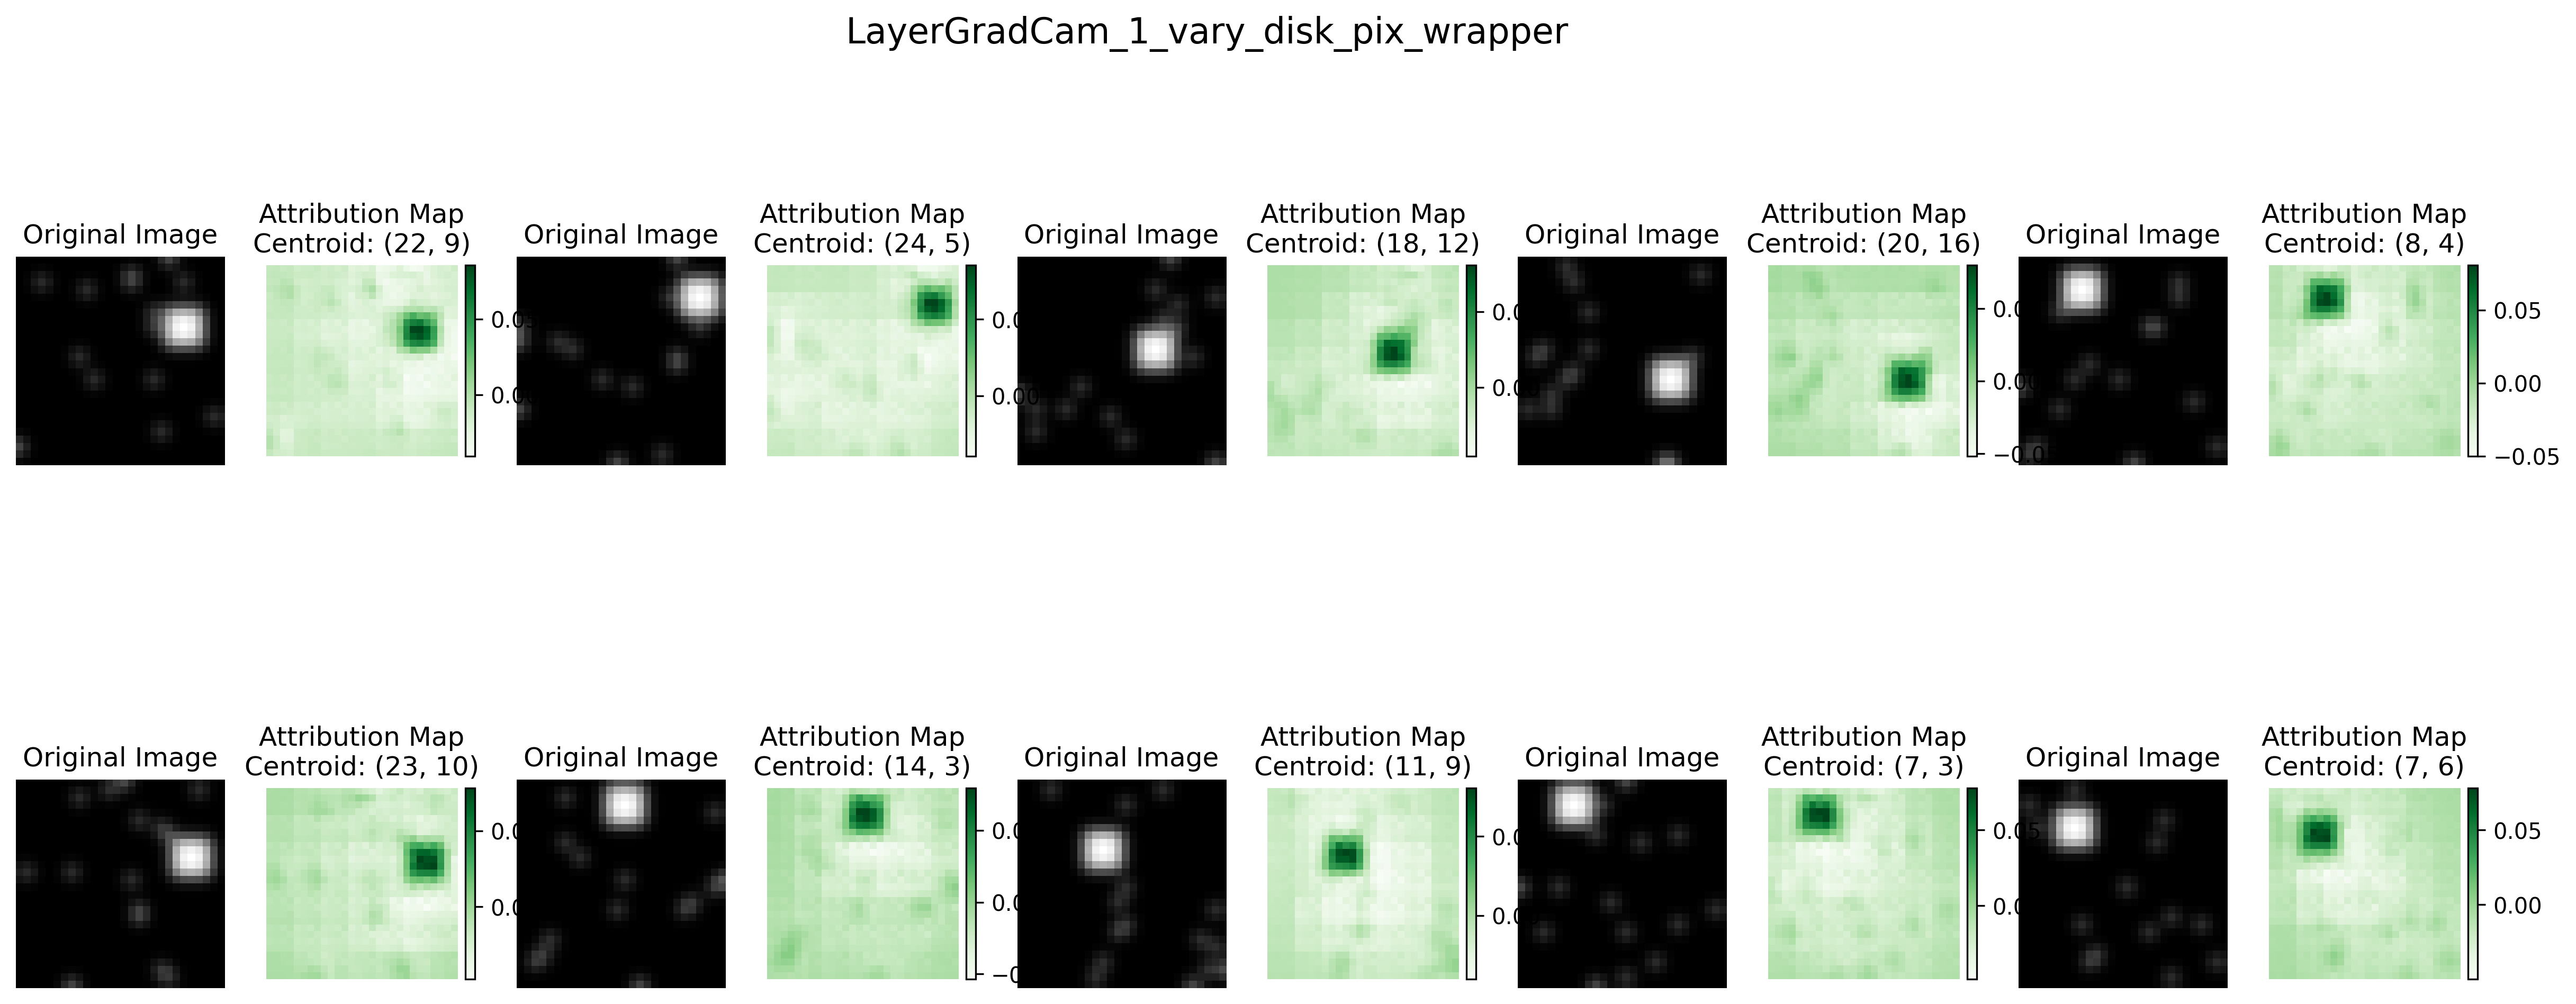 LayerGradCam_1_vary_disk_pix_wrapper
Original Image
Attribution Map
Centroid: (22, 9)
Original Image
Attribution Map
Centroid: (24, 5)
0.00
Original Image
Attribution Map
Centroid: (18, 12)
Original Image
Attribution Map
Centroid: (20, 16)
Original Image
Attribution Map
Centroid: (8, 4)
0.05
0.00
−0.05
Original Image
Attribution Map
Centroid: (23, 10)
Original Image
Attribution Map
Centroid: (14, 3)
Original Image
Attribution Map
Centroid: (11, 9)
Original Image
Attribution Map
Centroid: (7, 3)
0.05
Original Image
Attribution Map
Centroid: (7, 6)
0.05
0.00